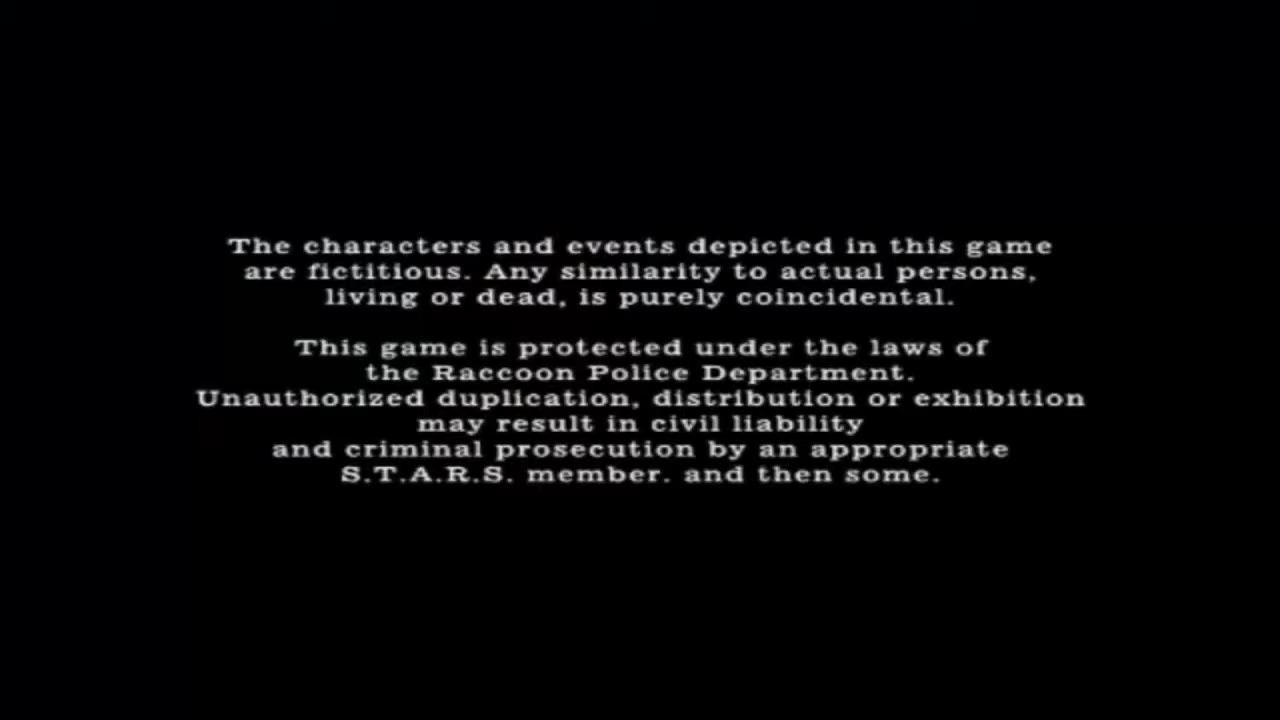 The characters and events depicted in this game
are fictitious. Any similarity to actual persons,
living or dead, is purely coincidental.
This game is protected under the laws of
the Raccoon Police Department.
Unauthorized duplication, distribution or exhibition
may result in civil liability
and criminal prosecution by an appropriate
S.T.A.R.S. member. and then some.